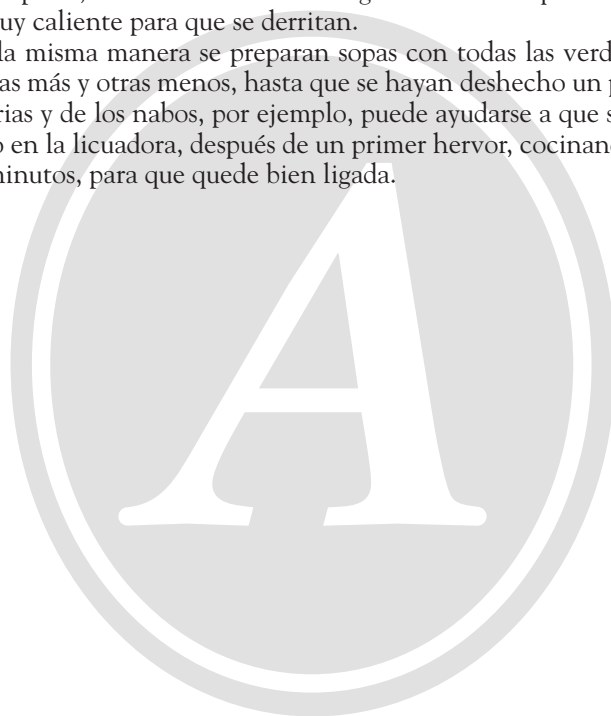 uy caliente para que se derritan.
la misma manera se preparan sopas con todas las verd
as más y otras menos, hasta que se hayan deshecho un p
rias y de los nabos, por ejemplo, puede ayudarse a que s
o en la licuadora, después de un primer hervor, cocinand
minutos, para que quede bien ligada.
A